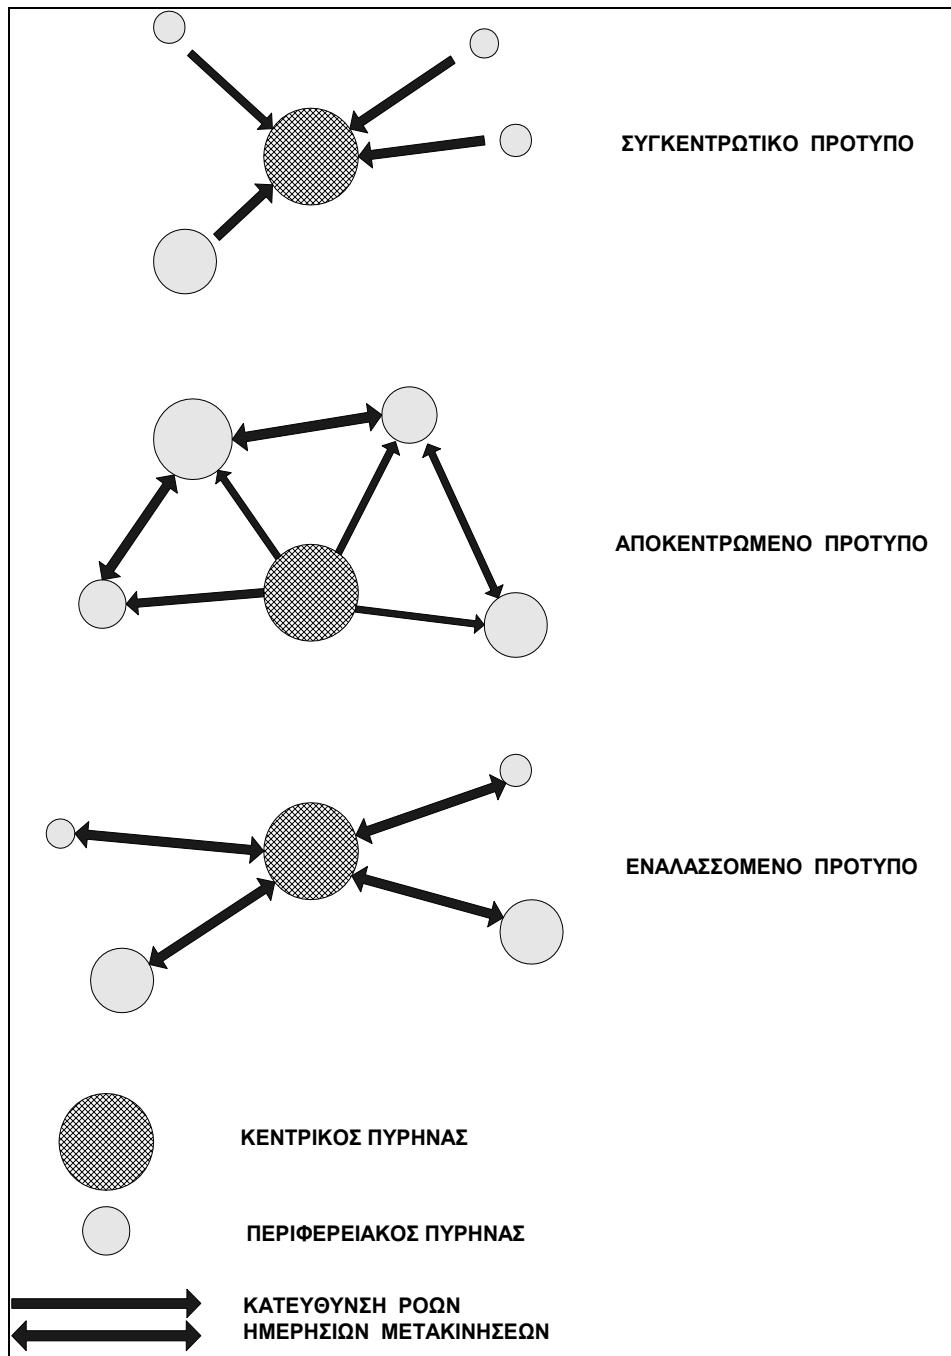 ΣΥΓΚΕΝΤΡΩΤΙΚΟ ΠΡΟΤΥΠΟ
ΑΠΟΚΕΝΤΡΩΜΕΝΟ ΠΡΟΤΥΠΟ
ΕΝΑΛΑΣΣΟΜΕΝΟ ΠΡΟΤΥΠΟ
ΚΕΝΤΡΙΚΟΣ ΠΥΡΗΝΑΣ
ΠΕΡΙΦΕΡΕΙΑΚΟΣ ΠΥΡΗΝΑΣ
ΚΑΤΕΥΘΥΝΣΗ ΡΟΩΝ
ΗΜΕΡΗΣΙΩΝ ΜΕΤΑΚΙΝΗΣΕΩΝ